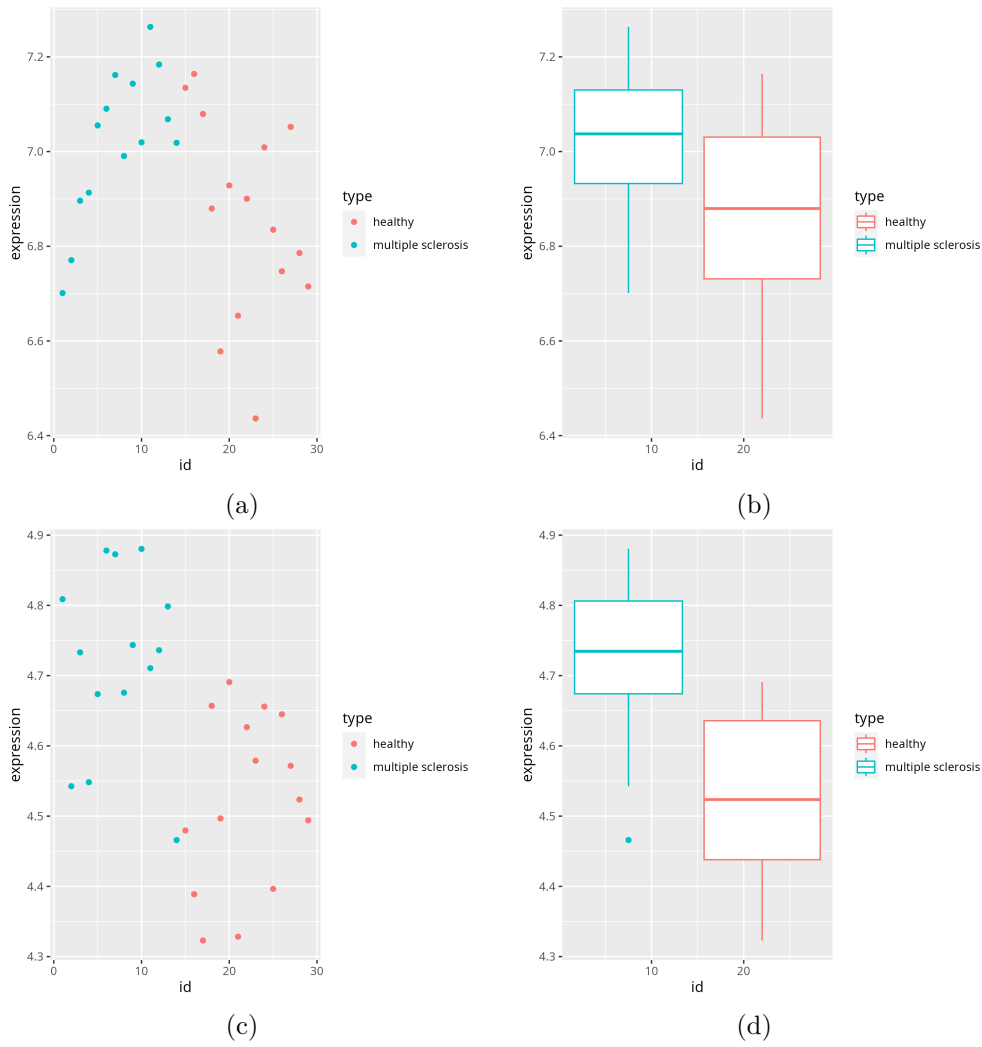 7.2
7.0
6.8
6.6
6.4
expression
0 10 20 30
id
type
healthy
multiple sclerosis
(a)
7.2
7.0
6.8
6.6
6.4
expression
10 20
id
type
healthy
multiple sclerosis
(b)
4.9
4.8
4.7
4.6
4.5
4.4
4.3
expression
0 10 20 30
id
type
healthy
multiple sclerosis
(c)
4.9
4.8
4.7
4.6
4.5
4.4
4.3
expression
10 20
id
type
healthy
multiple sclerosis
(d)